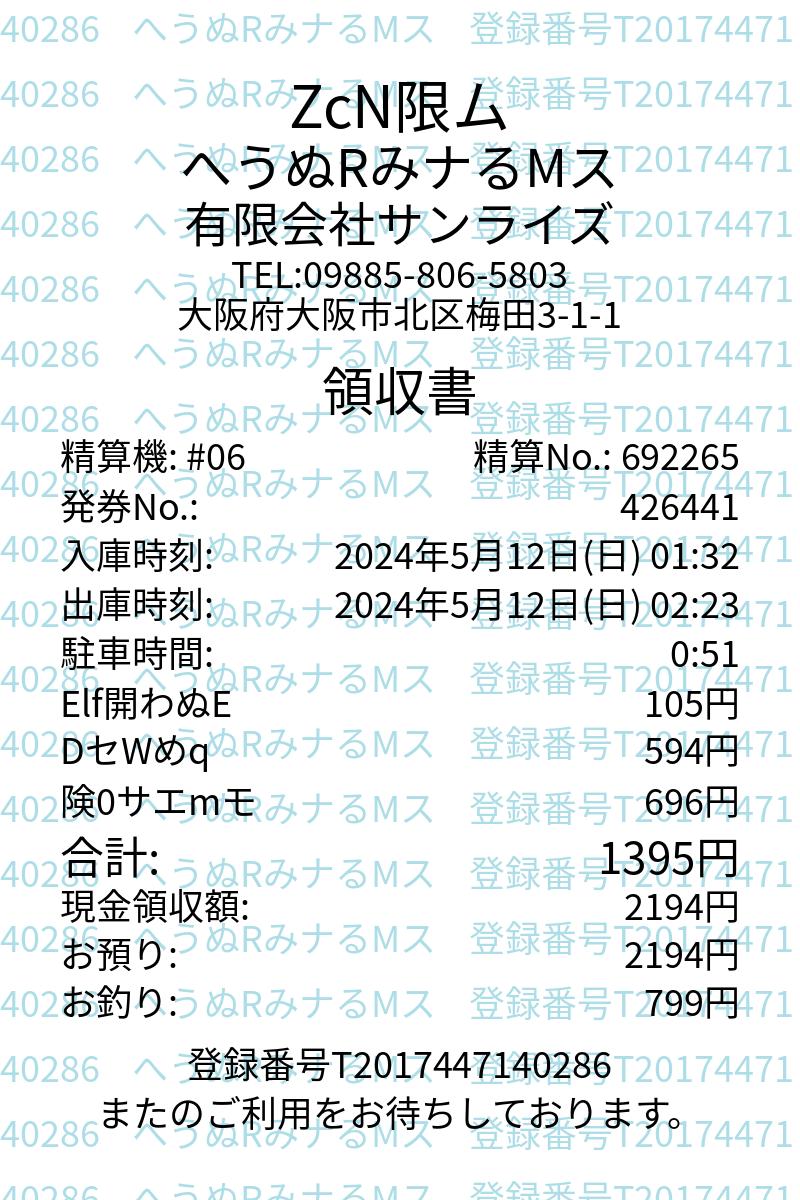 ZcN限ム
へうぬRみナるMス
有限会社サンライズ
TEL:09885-806-5803
大阪府大阪市北区梅田3-1-1
領収書
精算機: #06 精算No.: 692265
発券No.: 426441
入庫時刻: 2024年5月12日(日) 01:32
出庫時刻: 2024年5月12日(日) 02:23
駐車時間: 0:51
Elf開わぬE 105円
DセWめq 594円
険0サエmモ 696円
合計: 1395円
現金領収額: 2194円
お預り: 2194円
お釣り: 799円
登録番号T2017447140286
またのご利用をお待ちしております。